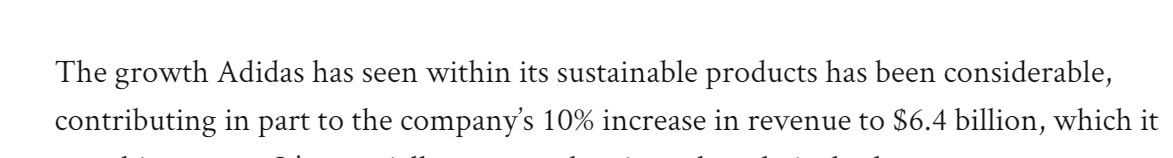 The growth Adidas has seen within its sustainable products has been considerable,
contributing in part to the company’s 10% increase in revenue to $6.4 billion, which it